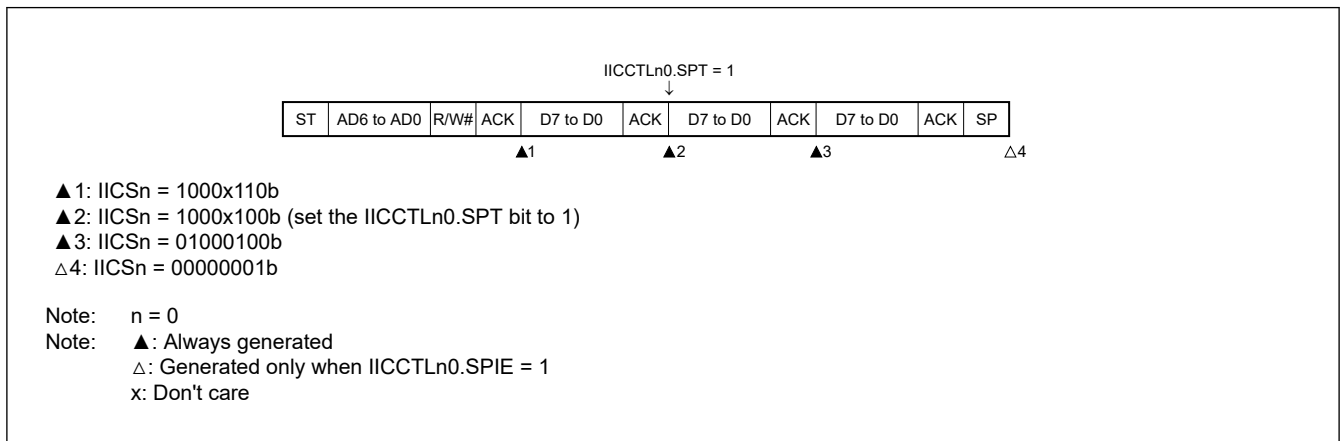 IICCTLn0.SPT = 1
↓
ST AD6 to AD0 R/W# ACK D7 to D0 ACK D7 to D0 ACK D7 to D0 ACK SP
▲1 ▲2 ▲3 △4
▲1: IICSn = 1000x110b
▲2: IICSn = 1000x100b (set the IICCTLn0.SPT bit to 1)
▲3: IICSn = 01000100b
△4: IICSn = 00000001b
Note: n = 0
Note: ▲: Always generated
△: Generated only when IICCTLn0.SPIE = 1
x: Don't care